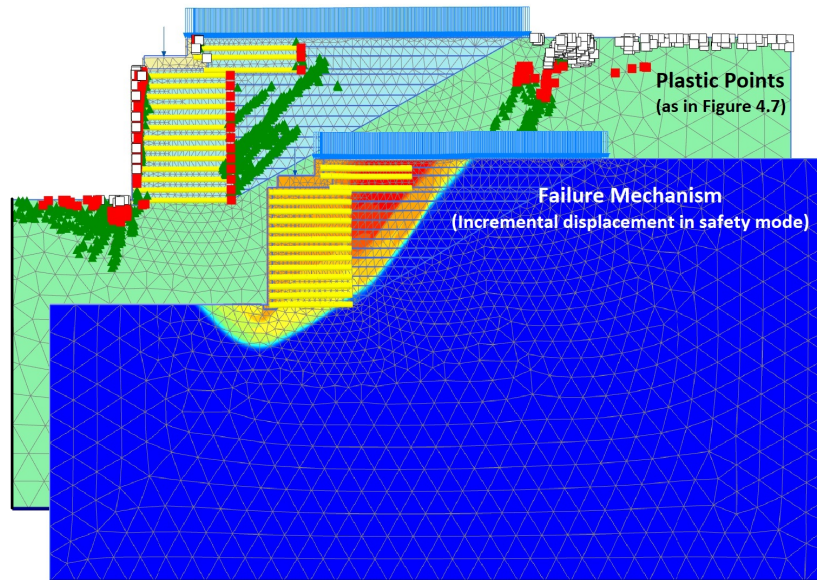 Plastic Points
(as in Figure 4.7)
Failure Mechanism
(Incremental displacement in safety mode)